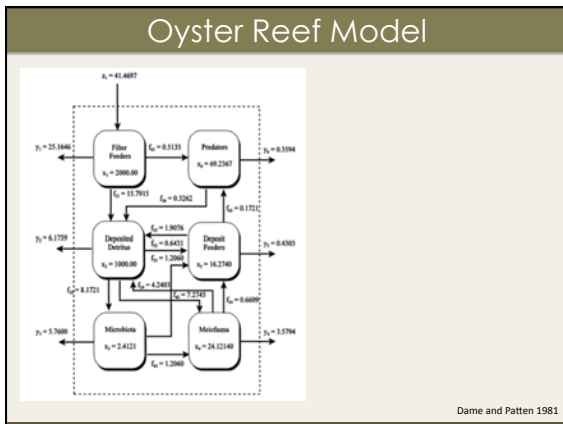 Oyster Reef Model
z₁ = 41.4697
y₁ = 25.1646
Filter
Feeders
x₁ = 2000.00
f₆₁ = 0.5135
Predators
x₆ = 69.2367
y₆ = 0.3594
f₂₁ = 15.7915
f₂₆ = 0.3262
f₆₅ = 0.1721
y₂ = 6.1759
Deposited
Detritus
x₂ = 1000.00
f₂₅ = 1.9076
f₅₂ = 0.6431
f₅₃ = 1.2060
Deposit
Feeders
x₅ = 16.2740
y₅ = 0.4303
f₃₂ = 8.1721
f₂₄ = 4.2403
f₄₂ = 7.2745
f₅₄ = 0.6609
y₃ = 5.7600
Microbiota
x₃ = 2.4121
f₄₃ = 1.2060
Meiofauna
x₄ = 24.12140
y₄ = 3.5794
Dame and Patten 1981